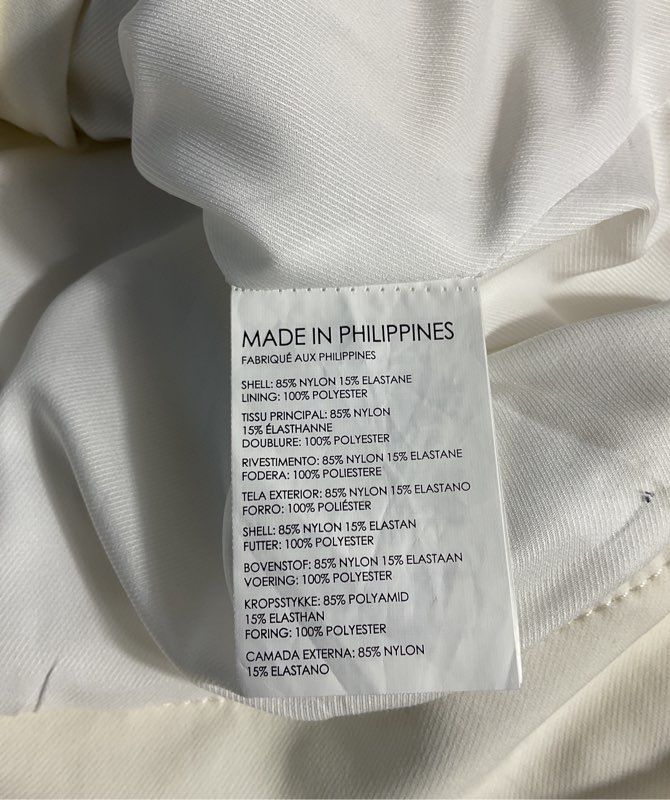 MADE IN PHILIPPINES
FABRIQUÉ AUX PHILIPPINES
SHELL: 85% NYLON 15% ELASTANE
LINING: 100% POLYESTER
TISSU PRINCIPAL: 85% NYLON
15% ÉLASTHANNE
DOUBLURE: 100% POLYESTER
RIVESTIMENTO: 85% NYLON 15% ELASTANE
FODERA: 100% POLIESTERE
TELA EXTERIOR: 85% NYLON 15% ELASTANO
FORRO: 100% POLIÉSTER
SHELL: 85% NYLON 15% ELASTAN
FUTTER: 100% POLYESTER
BOVENSTOF: 85% NYLON 15% ELASTAAN
VOERING: 100% POLYESTER
KROPSSTYKKE: 85% POLYAMID
15% ELASTHAN
FORING: 100% POLYESTER
CAMADA EXTERNA: 85% NYLON
15% ELASTANO